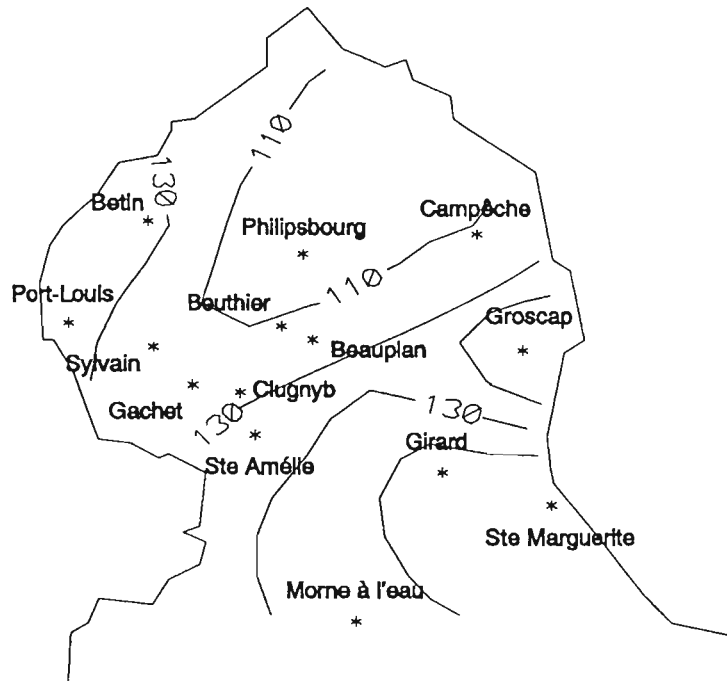 110
130
Betin
Campêche
Philipsbourg
110
Port-Louis
Beuthier
Groscap
Beauplan
Sylvain
Clugnyb
Gachet
130
130
Girard
Ste Amélie
Ste Marguerite
Morne à l'eau